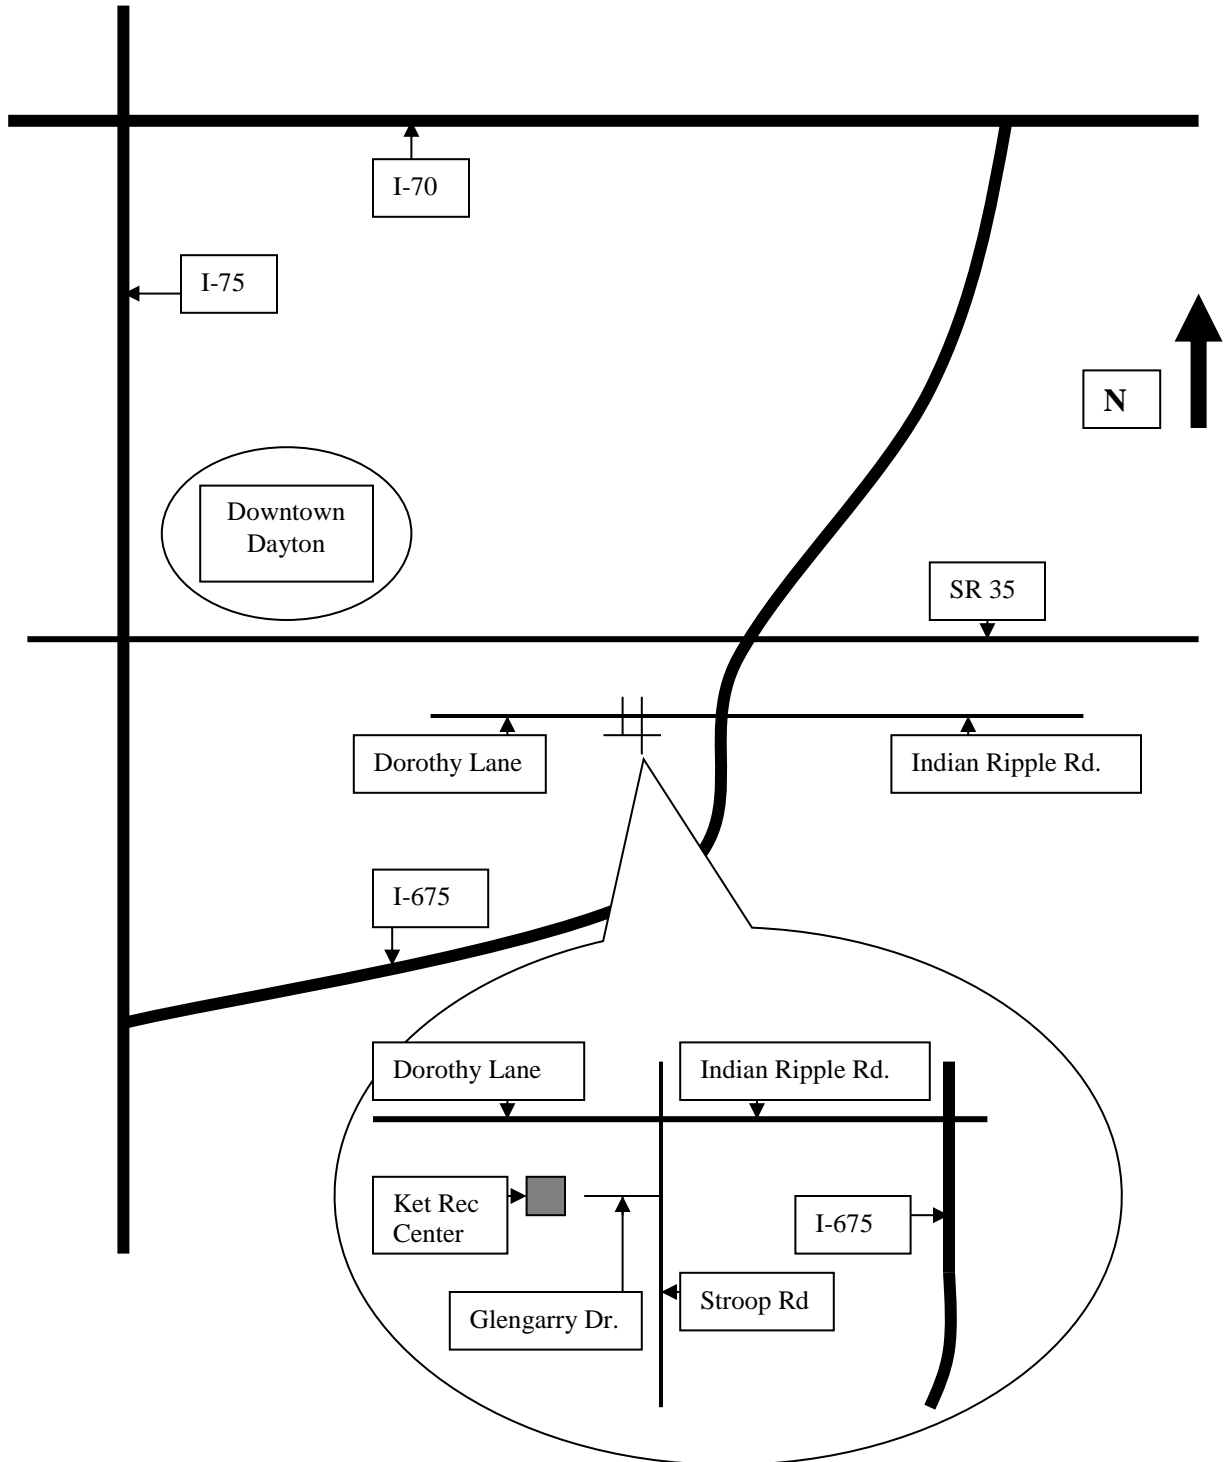 I-70
I-75
N
Downtown
Dayton
SR 35
Dorothy Lane
Indian Ripple Rd.
I-675
Dorothy Lane
Indian Ripple Rd.
Ket Rec
Center
I-675
Stroop Rd
Glengarry Dr.